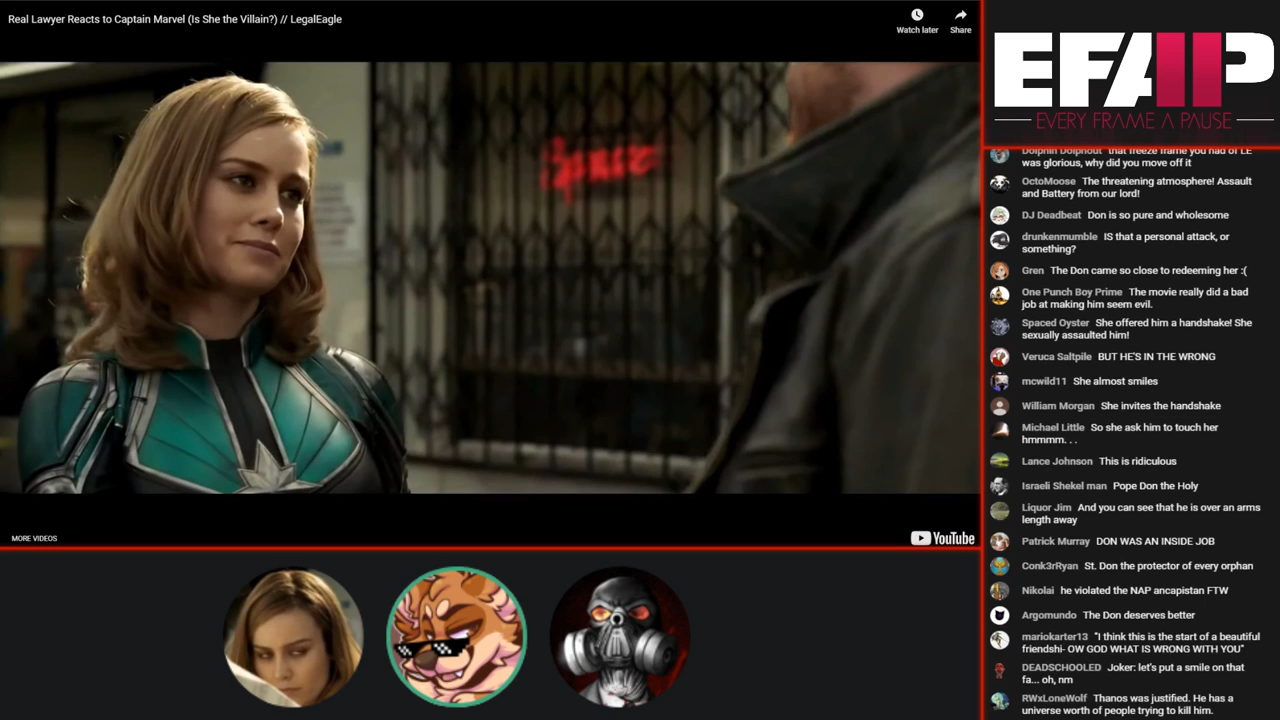 Real Lawyer Reacts to Captain Marvel (Is She the Villain?) // LegalEagle
Watch later
Share
Space
MORE VIDEOS
YouTube
EFAP
EVERY FRAME A PAUSE
Dolphin Dolphout that freeze frame you had of LE
was glorious, why did you move off it
OctoMoose The threatening atmosphere! Assault
and Battery from our lord!
DJ Deadbeat Don is so pure and wholesome
drunkenmumble IS that a personal attack, or
something?
Gren The Don came so close to redeeming her :(
One Punch Boy Prime The movie really did a bad
job at making him seem evil.
Spaced Oyster She offered him a handshake! She
sexually assaulted him!
Veruca Saltpile BUT HE'S IN THE WRONG
mcwild11 She almost smiles
William Morgan She invites the handshake
Michael Little So she ask him to touch her
hmmmm. . .
Lance Johnson This is ridiculous
Israeli Shekel man Pope Don the Holy
Liquor Jim And you can see that he is over an arms
length away
Patrick Murray DON WAS AN INSIDE JOB
Conk3rRyan St. Don the protector of every orphan
Nikolai he violated the NAP ancapistan FTW
Argomundo The Don deserves better
mariokarter13 "I think this is the start of a beautiful
friendshi- OW GOD WHAT IS WRONG WITH YOU"
DEADSCHOOLED Joker: let's put a smile on that
fa... oh, nm
RWxLoneWolf Thanos was justified. He has a
universe worth of people trying to kill him.